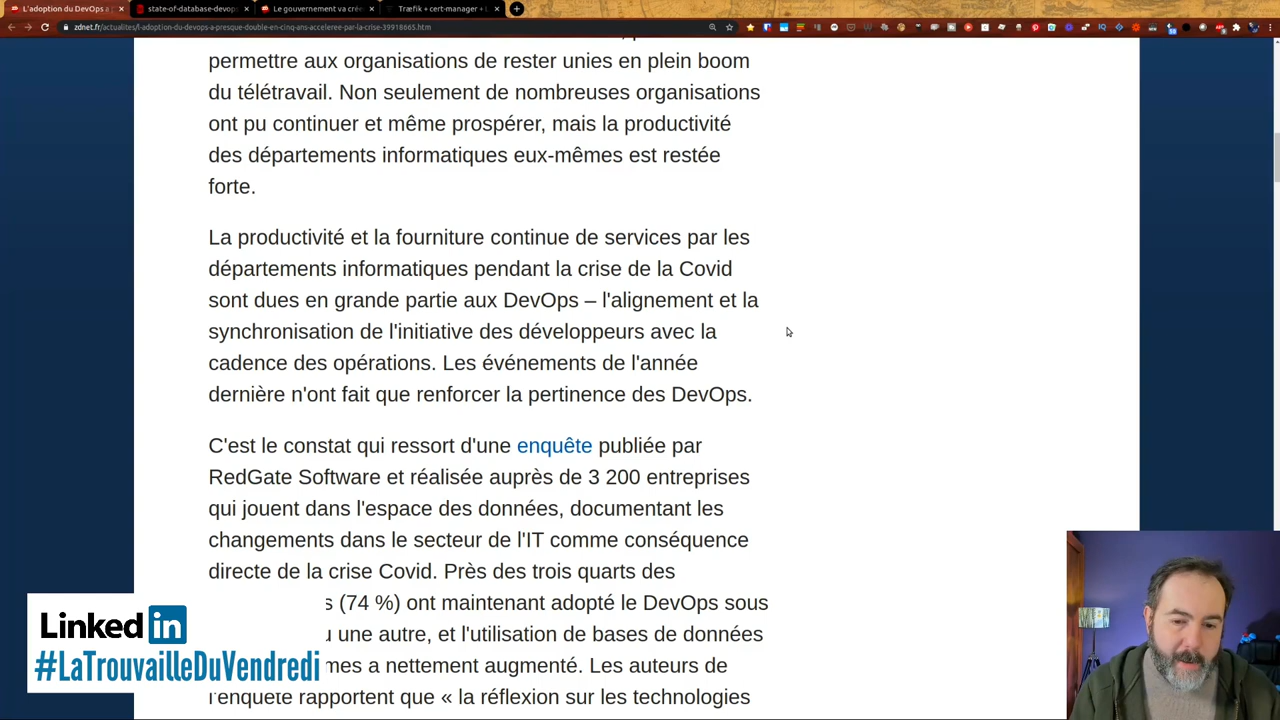 L'adoption du DevOps a
state-of-database-devops
Le gouvernement va crée
Træfik + cert-manager + L
zdnet.fr/actualites/l-adoption-du-devops-a-presque-double-en-cinq-ans-acceleree-par-la-crise-39918665.htm
permettre aux organisations de rester unies en plein boom
du télétravail. Non seulement de nombreuses organisations
ont pu continuer et même prospérer, mais la productivité
des départements informatiques eux-mêmes est restée
forte.
La productivité et la fourniture continue de services par les
départements informatiques pendant la crise de la Covid
sont dues en grande partie aux DevOps – l'alignement et la
synchronisation de l'initiative des développeurs avec la
cadence des opérations. Les événements de l'année
dernière n'ont fait que renforcer la pertinence des DevOps.
C'est le constat qui ressort d'une enquête publiée par
RedGate Software et réalisée auprès de 3 200 entreprises
qui jouent dans l'espace des données, documentant les
changements dans le secteur de l'IT comme conséquence
directe de la crise Covid. Près des trois quarts des
s (74 %) ont maintenant adopté le DevOps sous
une autre, et l'utilisation de bases de données
mes a nettement augmenté. Les auteurs de
l'enquête rapportent que « la réflexion sur les technologies
Linked in
#LaTrouvailleDuVendredi